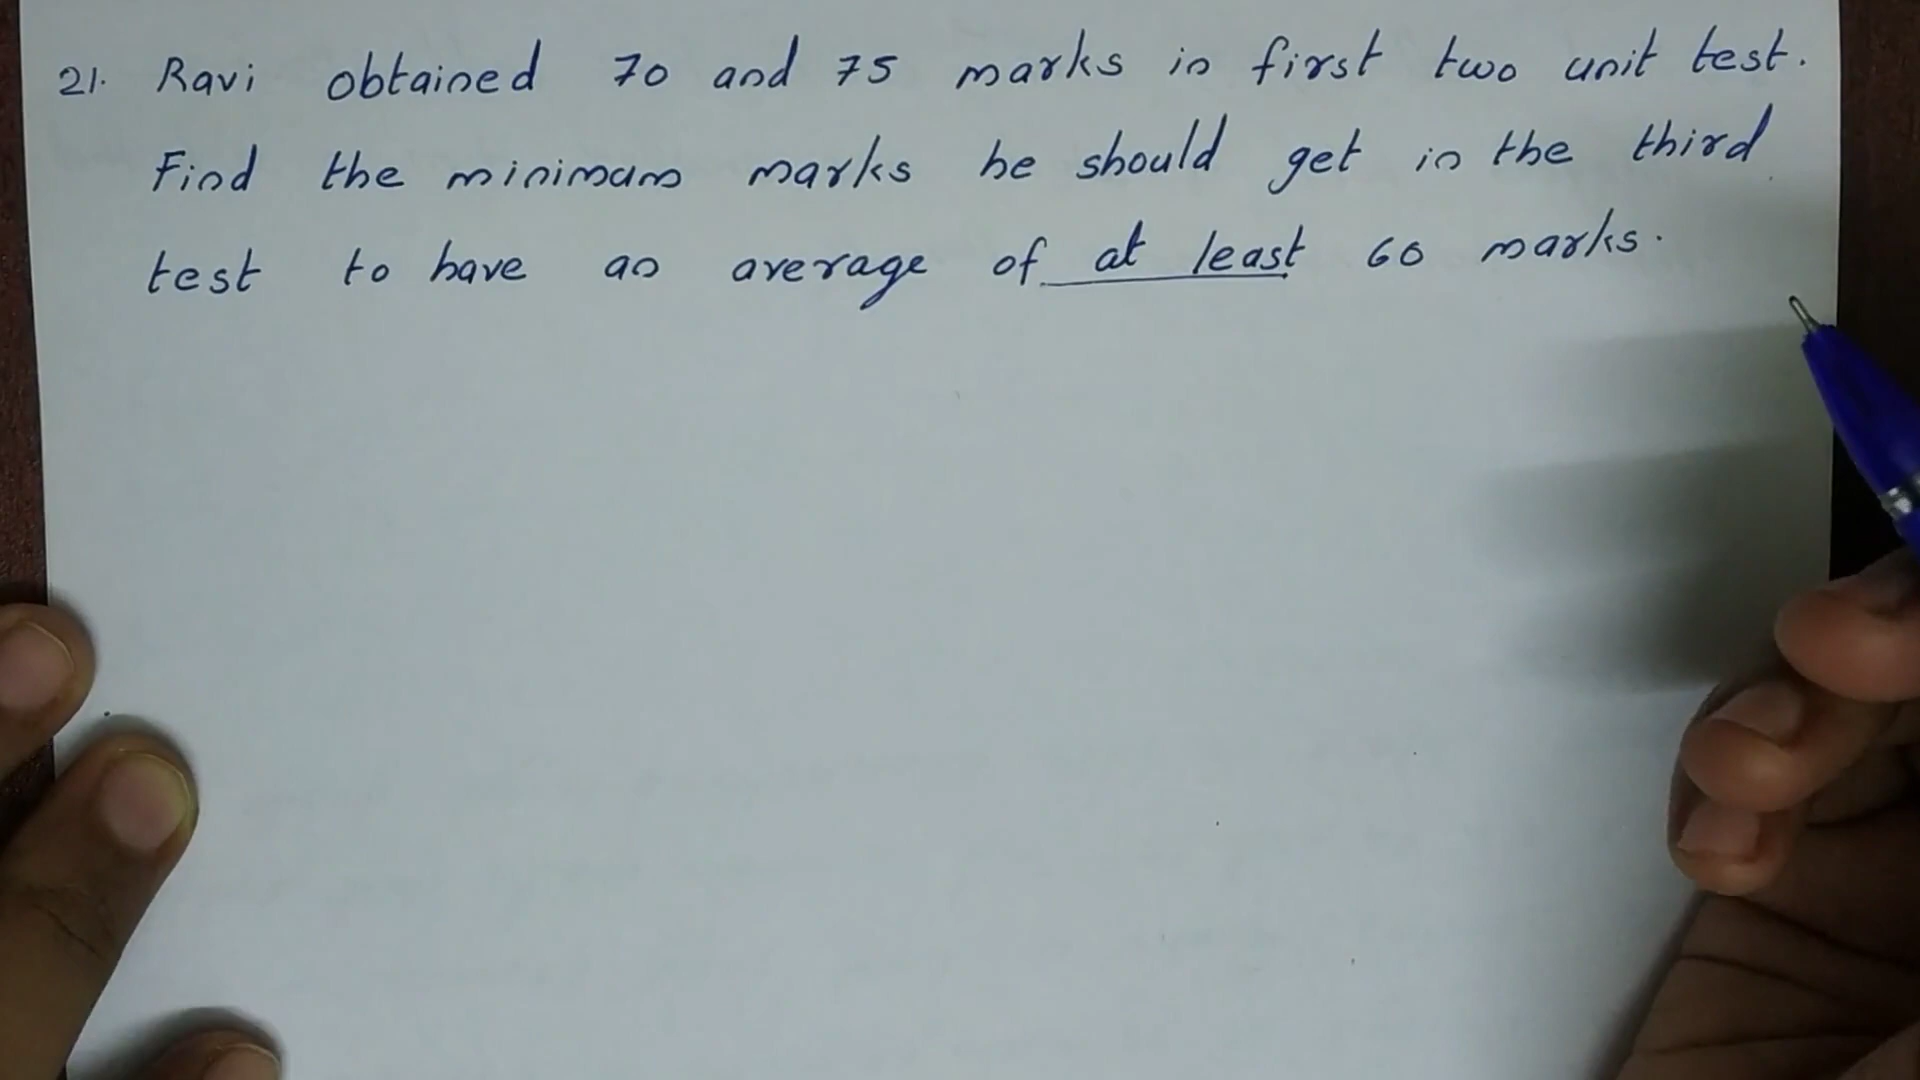 21. Ravi obtained 70 and 75 marks in first two unit test.
Find the minimum marks he should get in the third
test to have an average of at least 60 marks.